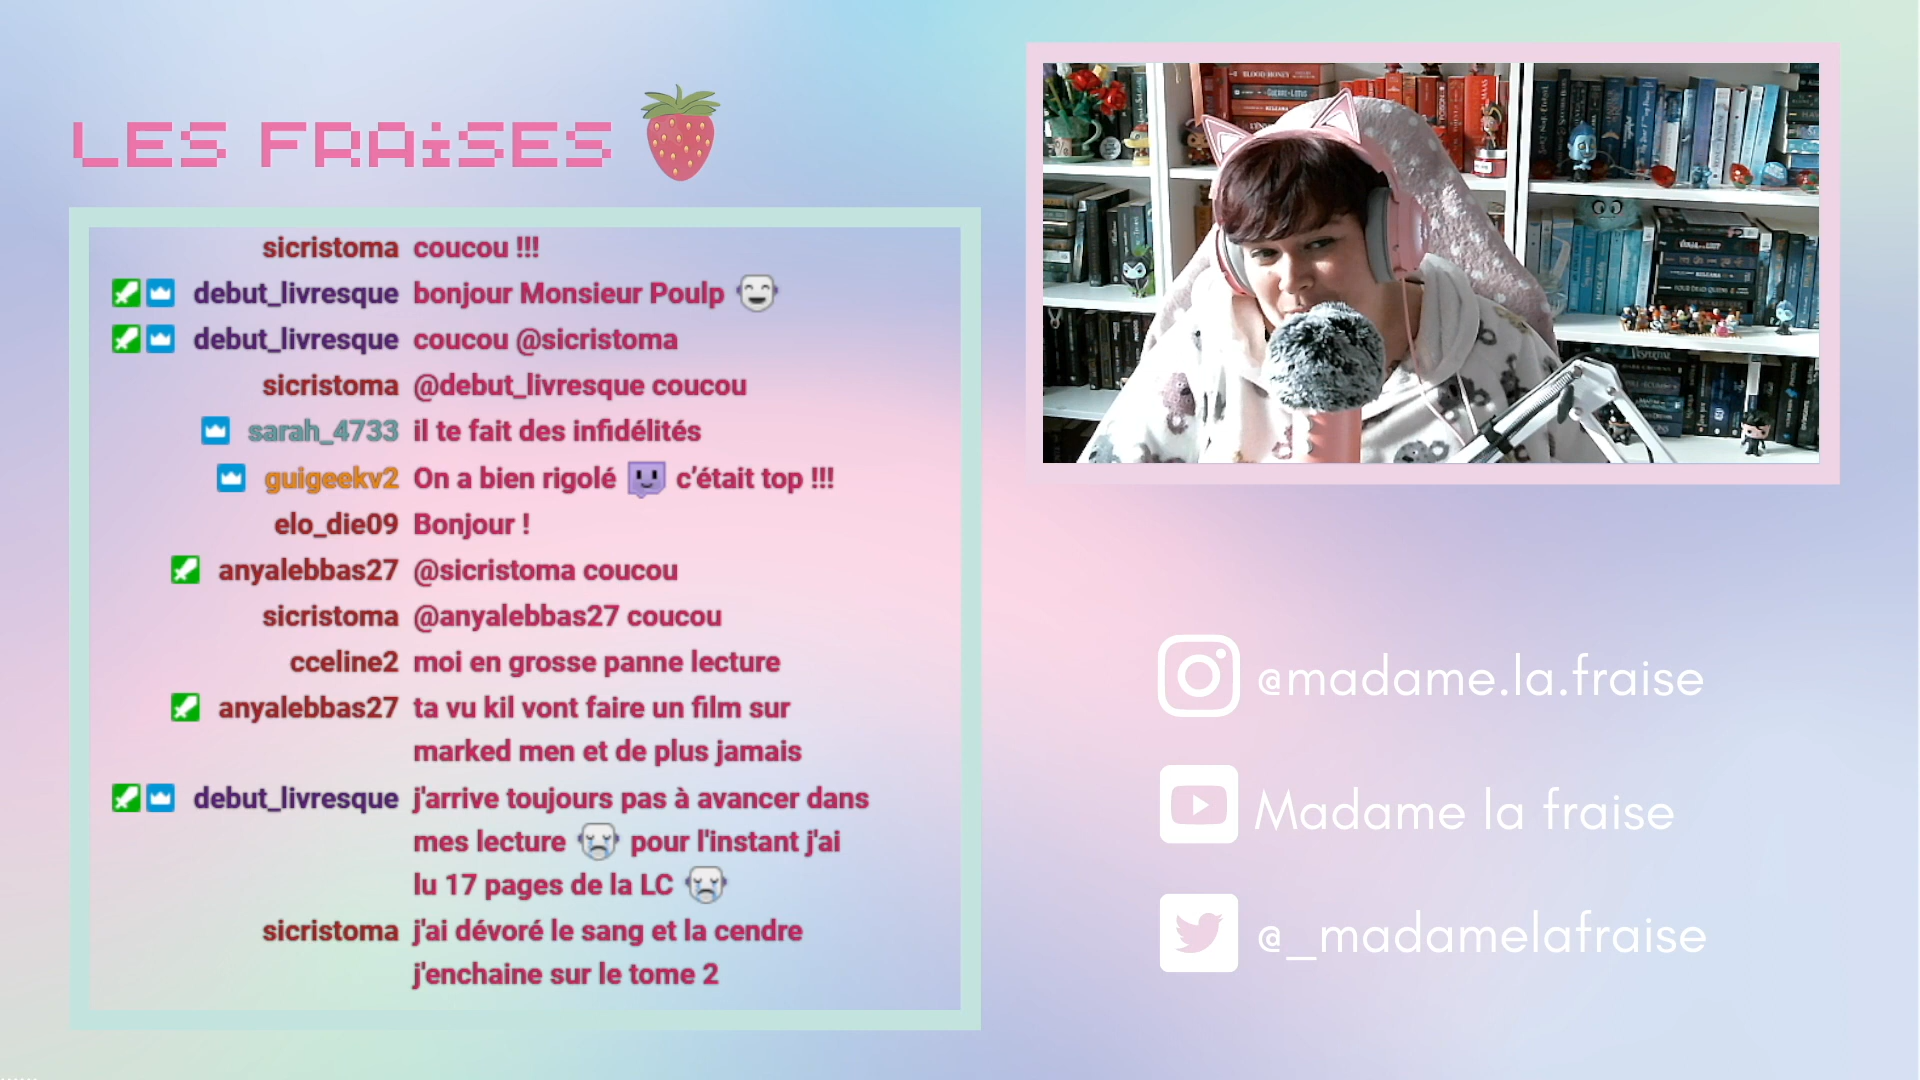 LES FRAiSES
sicristoma coucou !!!
debut_livresque bonjour Monsieur Poulp
debut_livresque coucou @sicristoma
sicristoma @debut_livresque coucou
sarah_4733 il te fait des infidélités
guigeekv2 On a bien rigolé c'était top !!!
elo_die09 Bonjour !
anyalebbas27 @sicristoma coucou
sicristoma @anyalebbas27 coucou
cceline2 moi en grosse panne lecture
anyalebbas27 ta vu kil vont faire un film sur
marked men et de plus jamais
debut_livresque j'arrive toujours pas à avancer dans
mes lecture pour l'instant j'ai
lu 17 pages de la LC
sicristoma j'ai dévoré le sang et la cendre
j'enchaine sur le tome 2
BLOOD HONEY
@madame.la.fraise
Madame la fraise
@_madamelafraise